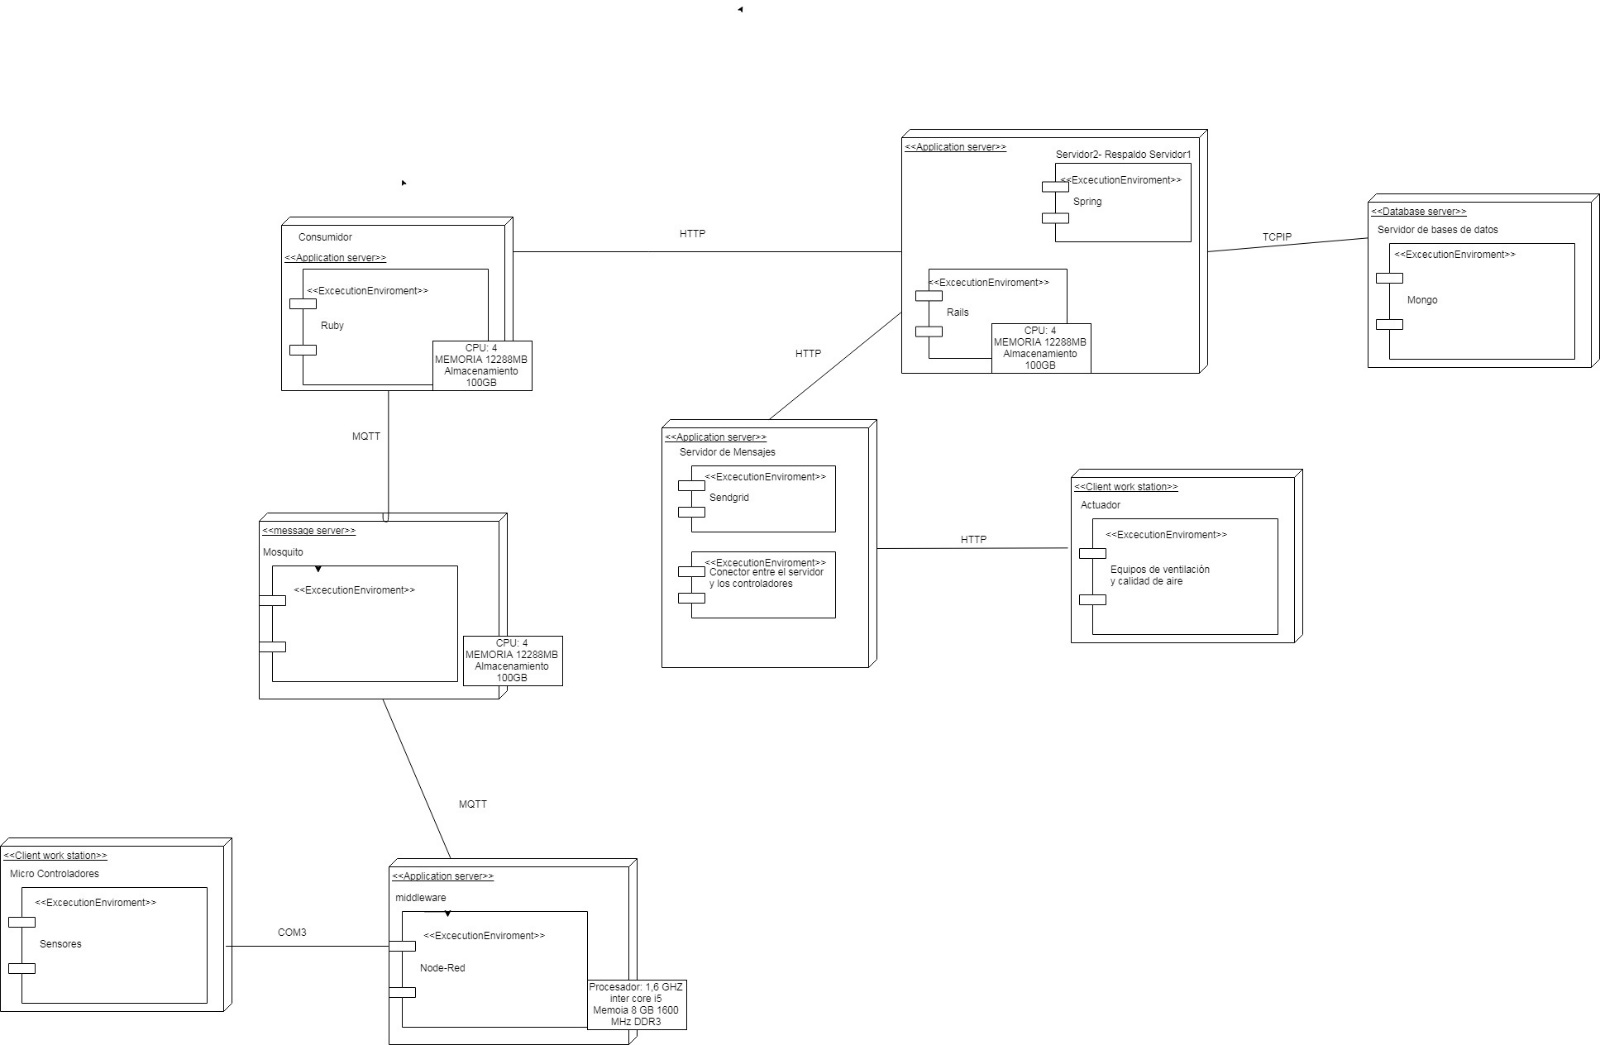 <<Application server>>
Servidor2- Respaldo Servidor1
<<ExcecutionEnviroment>>
Spring
<<ExcecutionEnviroment>>
Rails
CPU: 4
MEMORIA 12288MB
Almacenamiento
100GB
TCPIP
<<Database server>>
Servidor de bases de datos
<<ExcecutionEnviroment>>
Mongo
HTTP
Consumidor
<<Application server>>
<<ExcecutionEnviroment>>
Ruby
CPU: 4
MEMORIA 12288MB
Almacenamiento
100GB
HTTP
<<Application server>>
Servidor de Mensajes
<<ExcecutionEnviroment>>
Sendgrid
<<ExcecutionEnviroment>>
Conector entre el servidor
y los controladores
HTTP
<<Client work station>>
Actuador
<<ExcecutionEnviroment>>
Equipos de ventilación
y calidad de aire
MQTT
<<message server>>
Mosquito
<<ExcecutionEnviroment>>
CPU: 4
MEMORIA 12288MB
Almacenamiento
100GB
MQTT
<<Client work station>>
Micro Controladores
<<ExcecutionEnviroment>>
Sensores
COM3
<<Application server>>
middleware
<<ExcecutionEnviroment>>
Node-Red
Procesador: 1,6 GHZ
inter core i5
Memoia 8 GB 1600
MHz DDR3